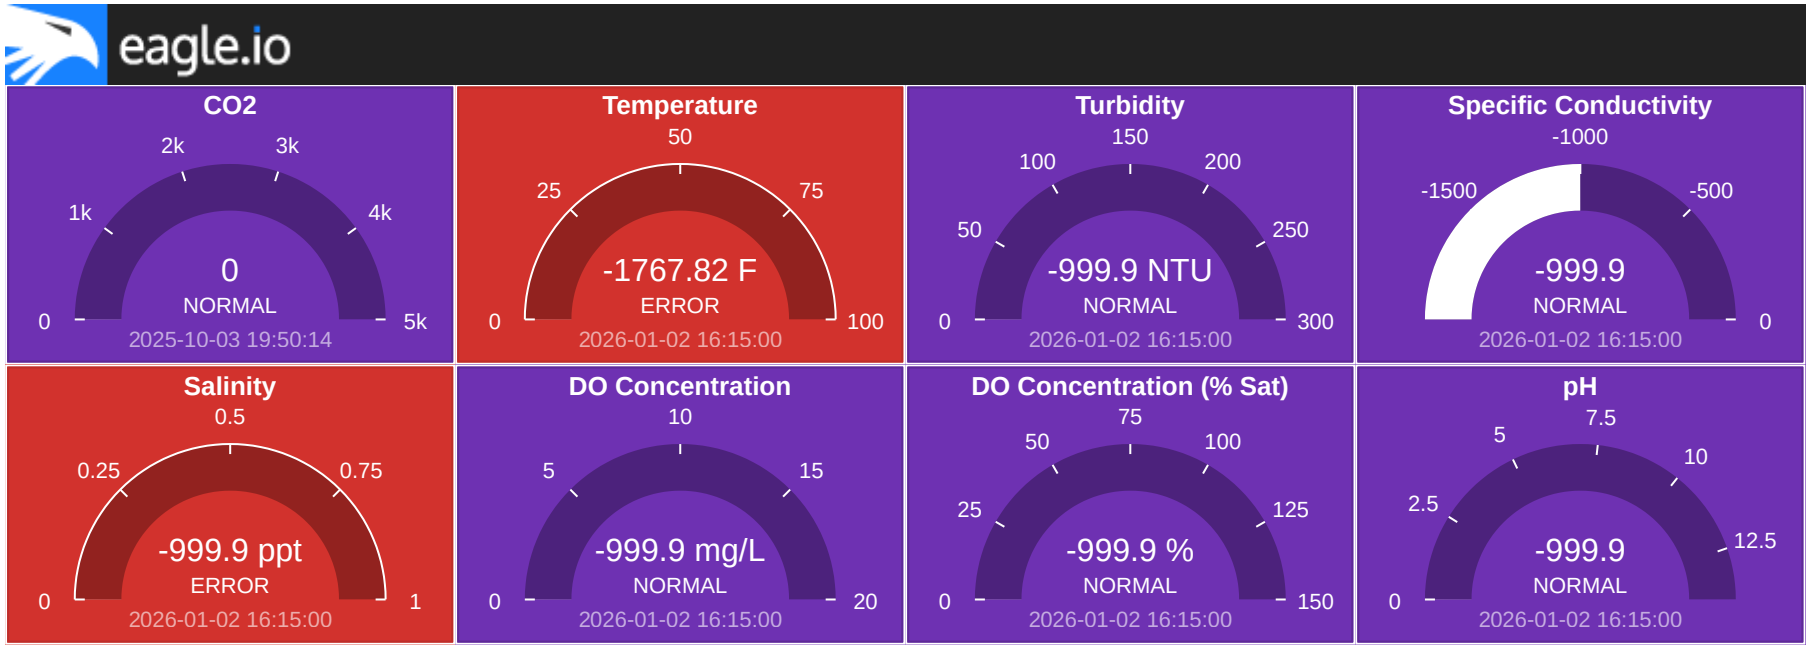 eagle.io
CO2
2k 3k
1k 4k
0
NORMAL
0 5k
2025-10-03 19:50:14
Temperature
50
25 75
-1767.82 F
ERROR
0 100
2026-01-02 16:15:00
Turbidity
150
100 200
50 250
-999.9 NTU
NORMAL
0 300
2026-01-02 16:15:00
Specific Conductivity
-1000
-1500 -500
-999.9
NORMAL
0
2026-01-02 16:15:00
Salinity
0.5
0.25 0.75
-999.9 ppt
ERROR
0 1
2026-01-02 16:15:00
DO Concentration
10
5 15
-999.9 mg/L
NORMAL
0 20
2026-01-02 16:15:00
DO Concentration (% Sat)
75
50 100
25 125
-999.9 %
NORMAL
0 150
2026-01-02 16:15:00
pH
7.5
5 10
2.5 12.5
-999.9
NORMAL
0
2026-01-02 16:15:00